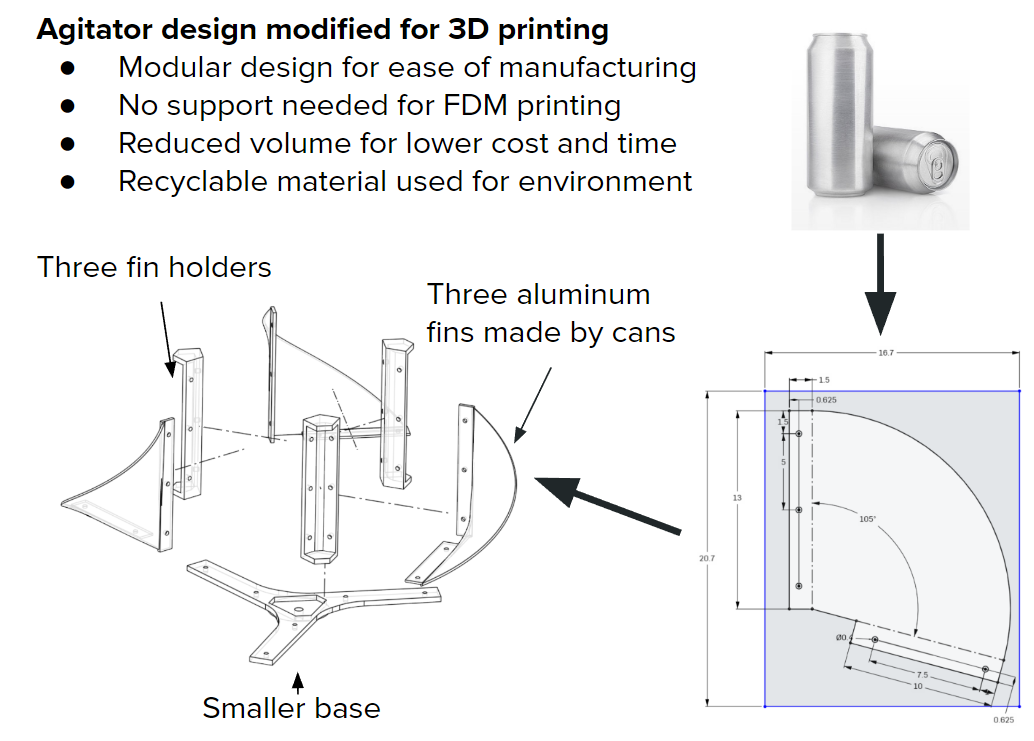 Agitator design modified for 3D printing
● Modular design for ease of manufacturing
● No support needed for FDM printing
● Reduced volume for lower cost and time
● Recyclable material used for environment
Three fin holders
Three aluminum
fins made by cans
Smaller base
16.7
1.5
0.625
1.5
5
13
105°
20.7
7.5
10
0.625